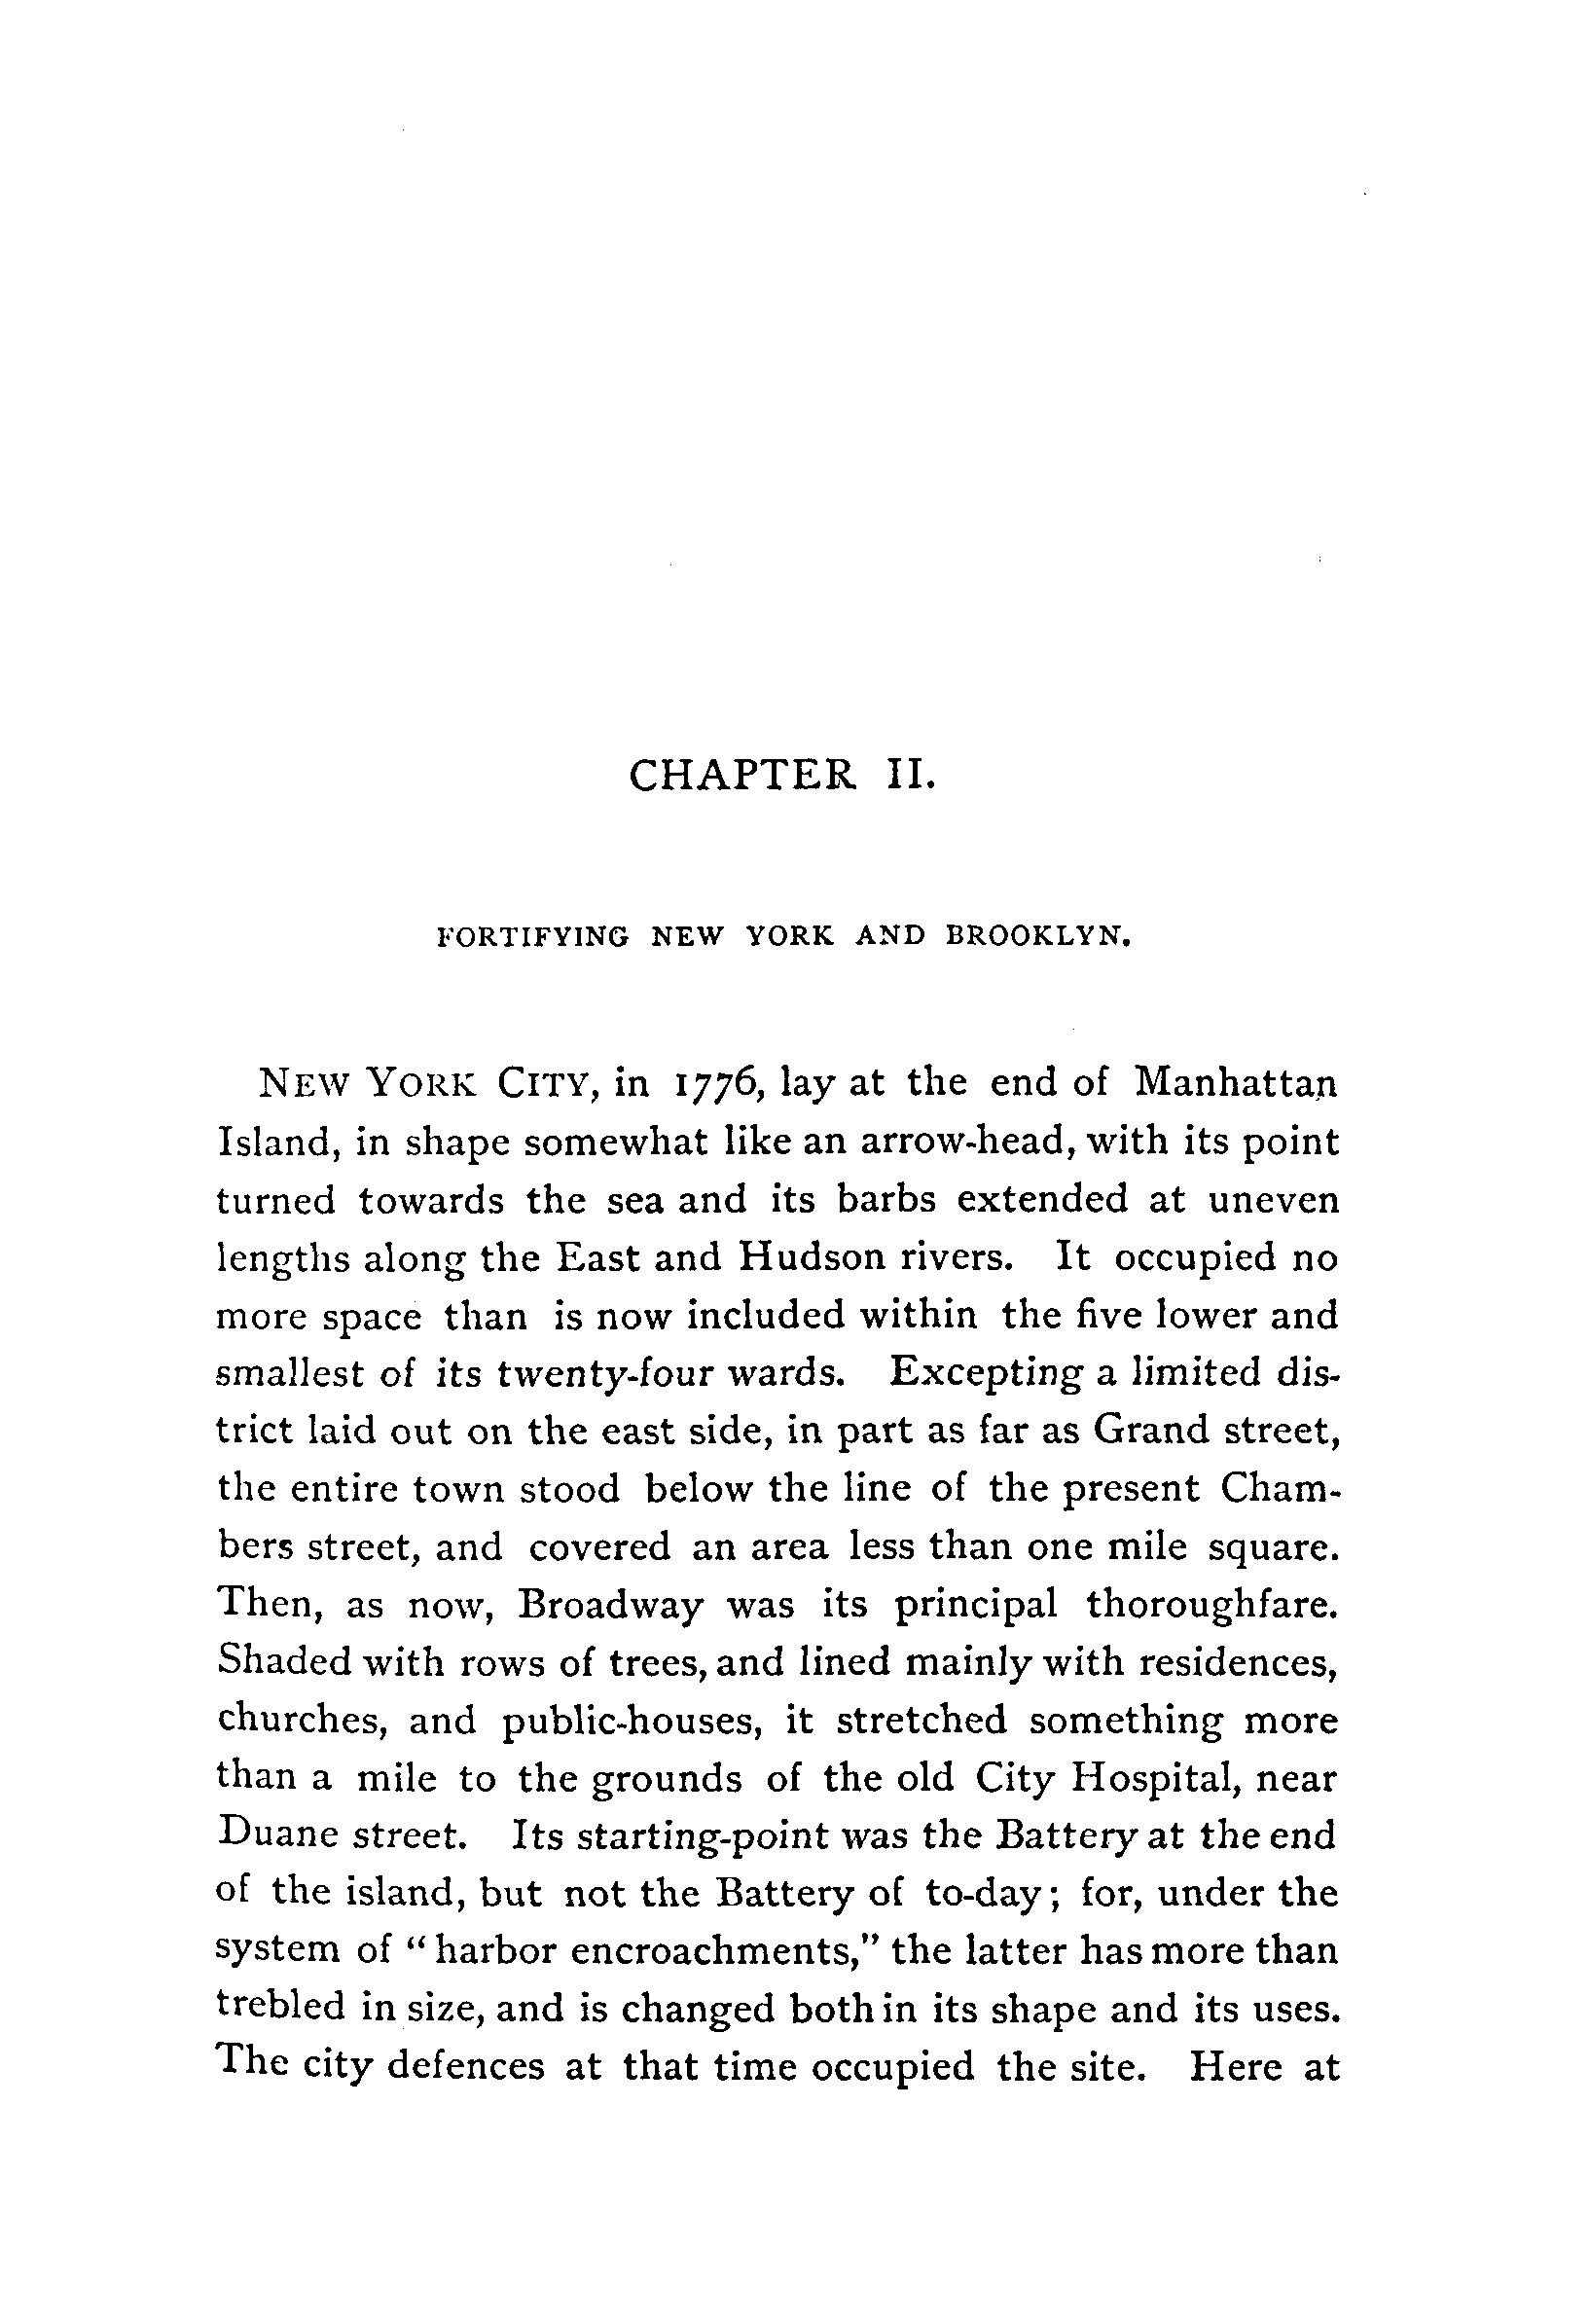 CHAPTER II.
FORTIFYING NEW YORK AND BROOKLYN.
NEW YORK CITY, in 1776, lay at the end of Manhattan
Island, in shape somewhat like an arrow-head, with its point
turned towards the sea and its barbs extended at uneven
lengths along the East and Hudson rivers. It occupied no
more space than is now included within the five lower and
smallest of its twenty-four wards. Excepting a limited dis-
trict laid out on the east side, in part as far as Grand street,
the entire town stood below the line of the present Cham-
bers street, and covered an area less than one mile square.
Then, as now, Broadway was its principal thoroughfare.
Shaded with rows of trees, and lined mainly with residences,
churches, and public-houses, it stretched something more
than a mile to the grounds of the old City Hospital, near
Duane street. Its starting-point was the Battery at the end
of the island, but not the Battery of to-day; for, under the
system of "harbor encroachments," the latter has more than
trebled in size, and is changed both in its shape and its uses.
The city defences at that time occupied the site. Here at